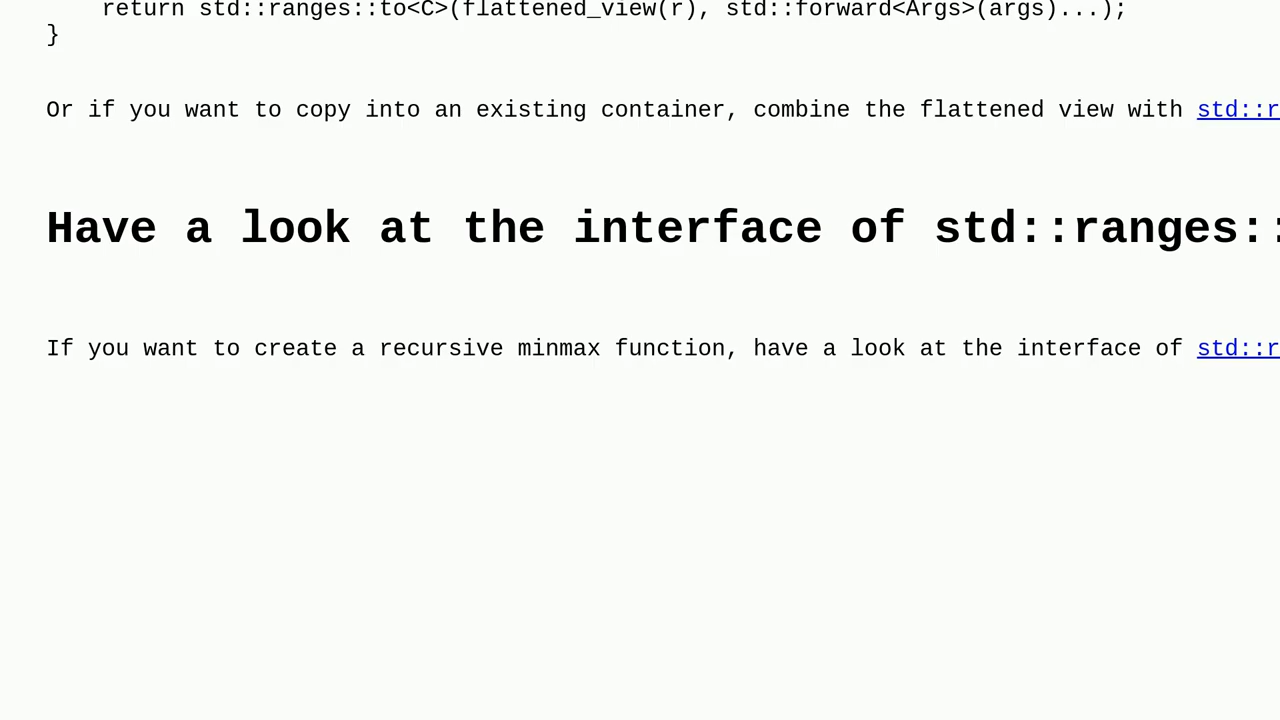 return std::ranges::to<C>(flattened_view(r), std::forward<Args>(args)...);
}
Or if you want to copy into an existing container, combine the flattened view with std::r
Have a look at the interface of std::ranges::
If you want to create a recursive minmax function, have a look at the interface of std::r